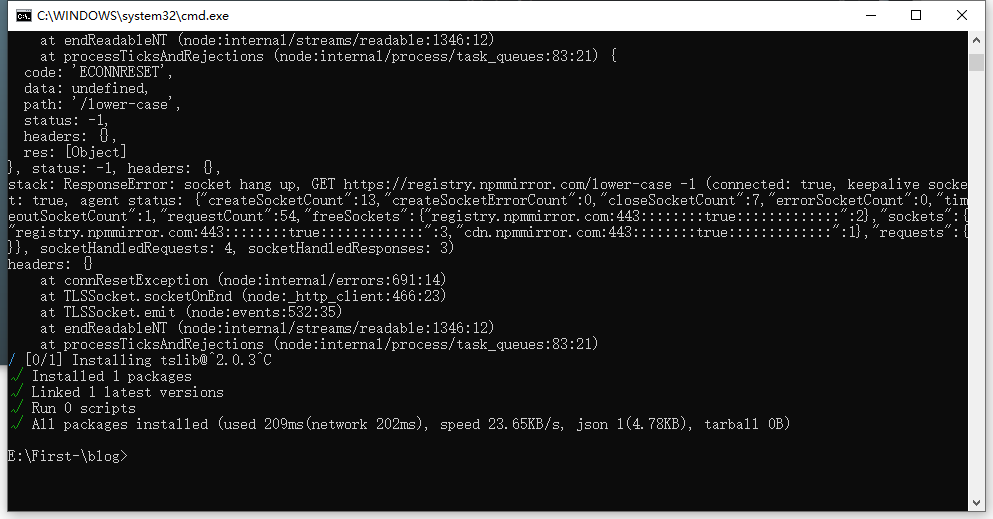 C:\WINDOWS\system32\cmd.exe
    at endReadableNT (node:internal/streams/readable:1346:12)
    at processTicksAndRejections (node:internal/process/task_queues:83:21) {
  code: 'ECONNRESET',
  data: undefined,
  path: '/lower-case',
  status: -1,
  headers: {},
  res: [Object]
}, status: -1, headers: {},
stack: ResponseError: socket hang up, GET https://registry.npmmirror.com/lower-case -1 (connected: true, keepalive socke
t: true, agent status: {"createSocketCount":13,"createSocketErrorCount":0,"closeSocketCount":7,"errorSocketCount":0,"tim
eoutSocketCount":1,"requestCount":54,"freeSockets":{"registry.npmmirror.com:443::::::::true:::::::::::::":2},"sockets":{
"registry.npmmirror.com:443::::::::true:::::::::::::":3,"cdn.npmmirror.com:443::::::::true:::::::::::::":1},"requests":{
}}, socketHandledRequests: 4, socketHandledResponses: 3)
headers: {}
    at connResetException (node:internal/errors:691:14)
    at TLSSocket.socketOnEnd (node:_http_client:466:23)
    at TLSSocket.emit (node:events:532:35)
    at endReadableNT (node:internal/streams/readable:1346:12)
    at processTicksAndRejections (node:internal/process/task_queues:83:21)
/ [0/1] Installing tslib@^2.0.3^C
√ Installed 1 packages
√ Linked 1 latest versions
√ Run 0 scripts
√ All packages installed (used 209ms(network 202ms), speed 23.65KB/s, json 1(4.78KB), tarball 0B)
E:\First-\blog>